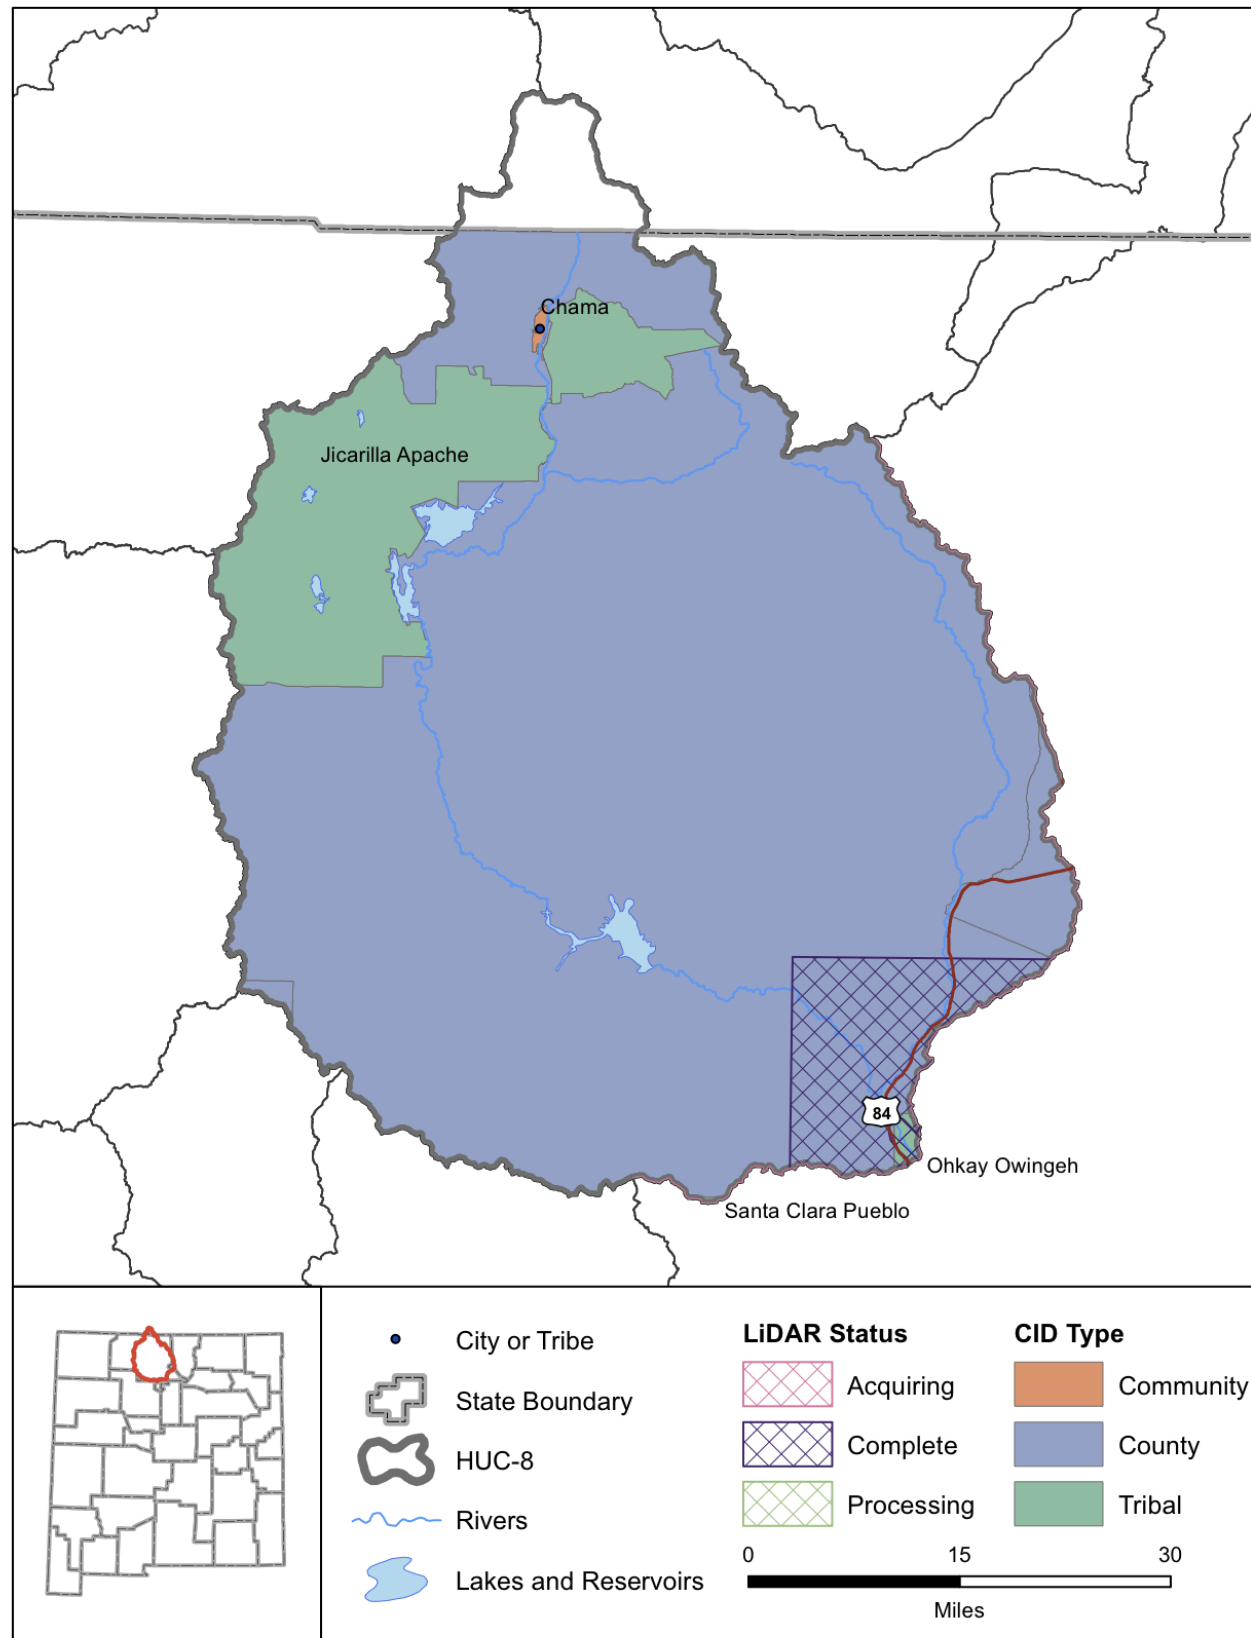 Chama
Jicarilla Apache
84
Ohkay Owingeh
Santa Clara Pueblo
City or Tribe
State Boundary
HUC-8
Rivers
Lakes and Reservoirs
LiDAR Status
Acquiring
Complete
Processing
CID Type
Community
County
Tribal
0 15 30
Miles